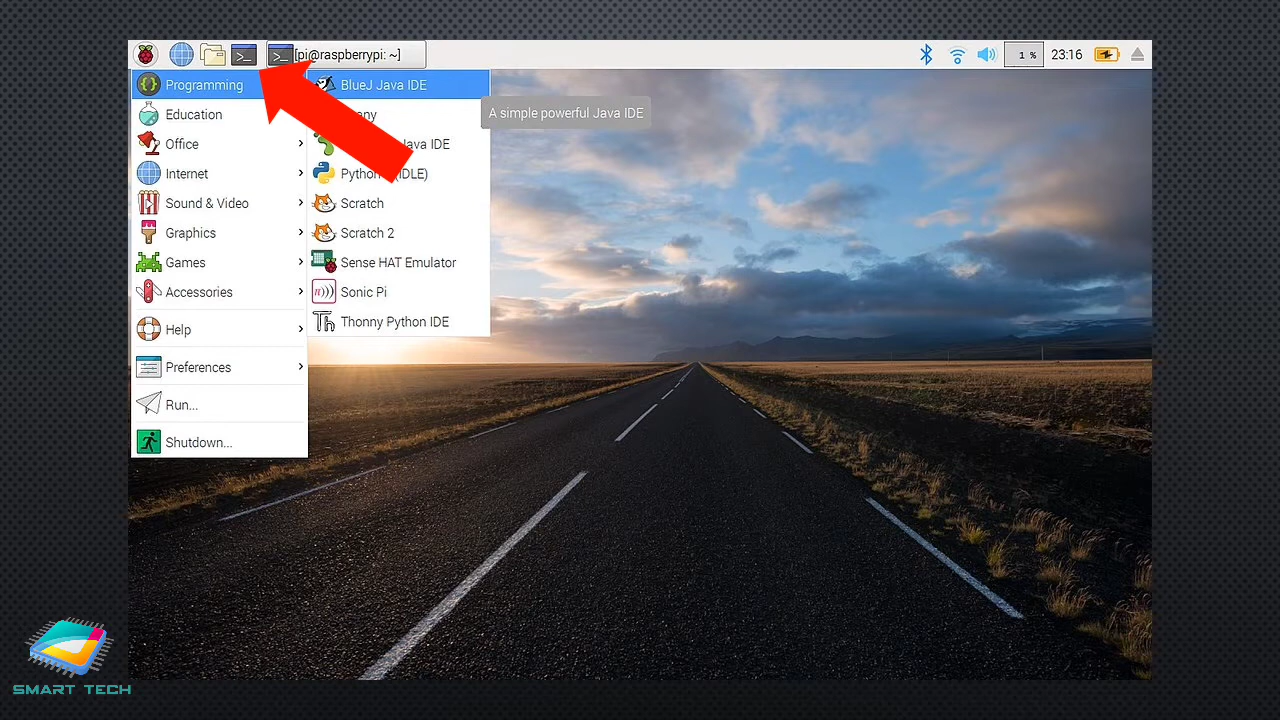 [pi@raspberrypi: ~]
1 %
23:16
Programming
Education
Office
Internet
Sound & Video
Graphics
Games
Accessories
Help
Preferences
Run...
Shutdown...
BlueJ Java IDE
Java IDE
Python (IDLE)
Scratch
Scratch 2
Sense HAT Emulator
Sonic Pi
Thonny Python IDE
A simple powerful Java IDE
SMART TECH